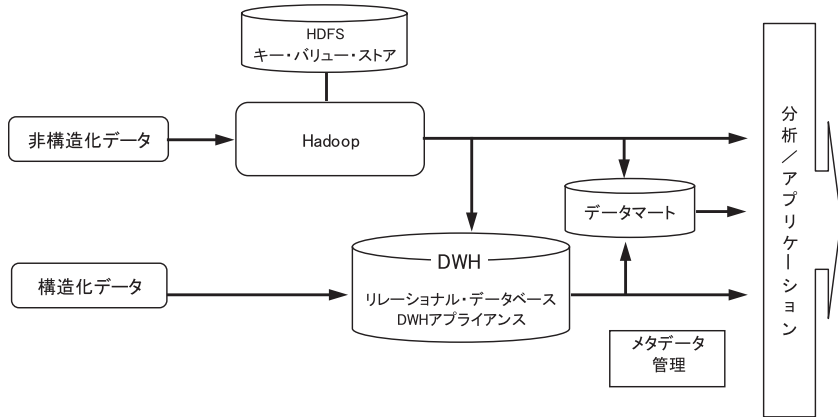 HDFS
キー・バリュー・ストア
非構造化データ
Hadoop
データマート
構造化データ
DWH
リレーショナル・データベース
DWHアプライアンス
メタデータ
管理
分析／アプリケーション